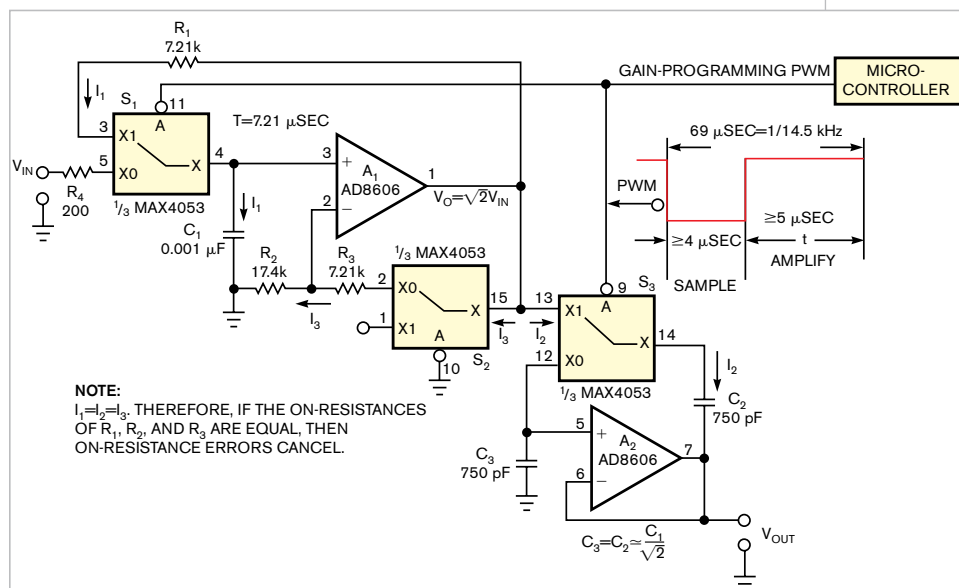 R1
7.21k
GAIN-PROGRAMMING PWM
MICRO-
CONTROLLER
I1
S1
11
A
T=7.21 μSEC
69 μSEC=1/14.5 kHz
3
X1
4
X
3
+
VIN
5
X0
A1
AD8606
1
VO=√2VIN
PWM
R4
200
1/3 MAX4053
I1
2
−
≥5 μSEC
C1
0.001 μF
1/3 MAX4053
≥4 μSEC
t
R2
17.4k
R3
7.21k
2
X0
9
S3
SAMPLE
AMPLIFY
X
15
13
X1
A
I3
1
X1
I3
I2
X
14
A
12
X0
10
S2
I2
NOTE:
I1=I2=I3. THEREFORE, IF THE ON-RESISTANCES
OF R1, R2, AND R3 ARE EQUAL, THEN
ON-RESISTANCE ERRORS CANCEL.
1/3 MAX4053
C2
750 pF
5
+
A2
AD8606
7
C3
750 pF
6
−
C3=C2≃C1/√2
VOUT